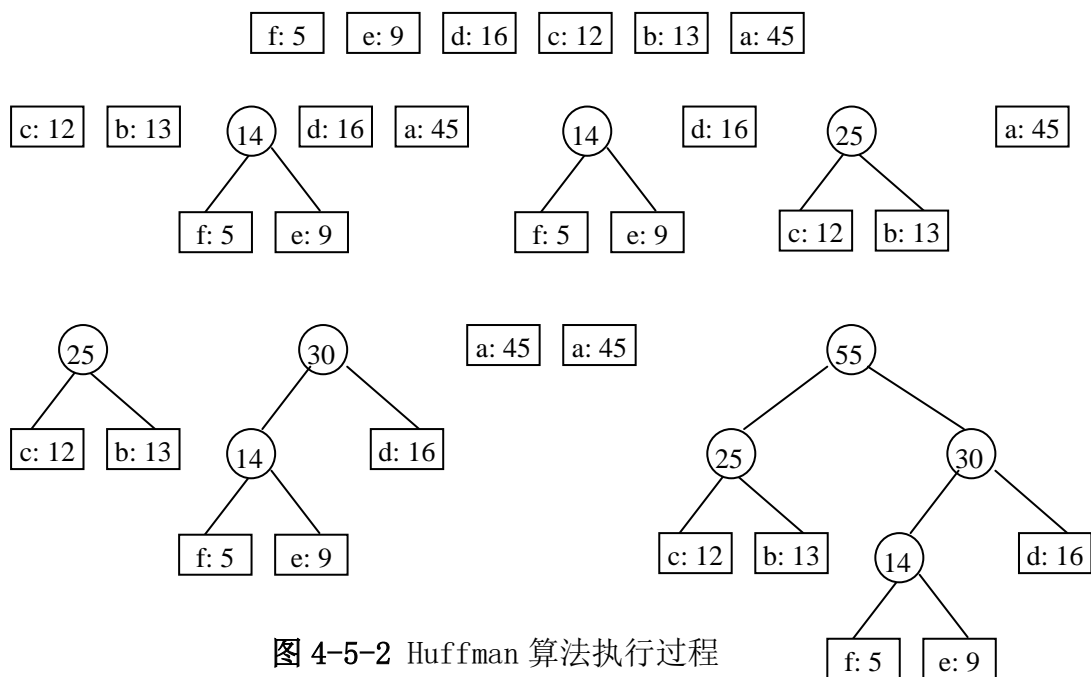 f: 5 e: 9 d: 16 c: 12 b: 13 a: 45
c: 12 b: 13 14 d: 16 a: 45 14 d: 16 25 a: 45
f: 5 e: 9 f: 5 e: 9 c: 12 b: 13
25 30 a: 45 a: 45 55
c: 12 b: 13 14 d: 16 25 30
f: 5 e: 9 c: 12 b: 13 14 d: 16
图 4-5-2 Huffman 算法执行过程
f: 5 e: 9